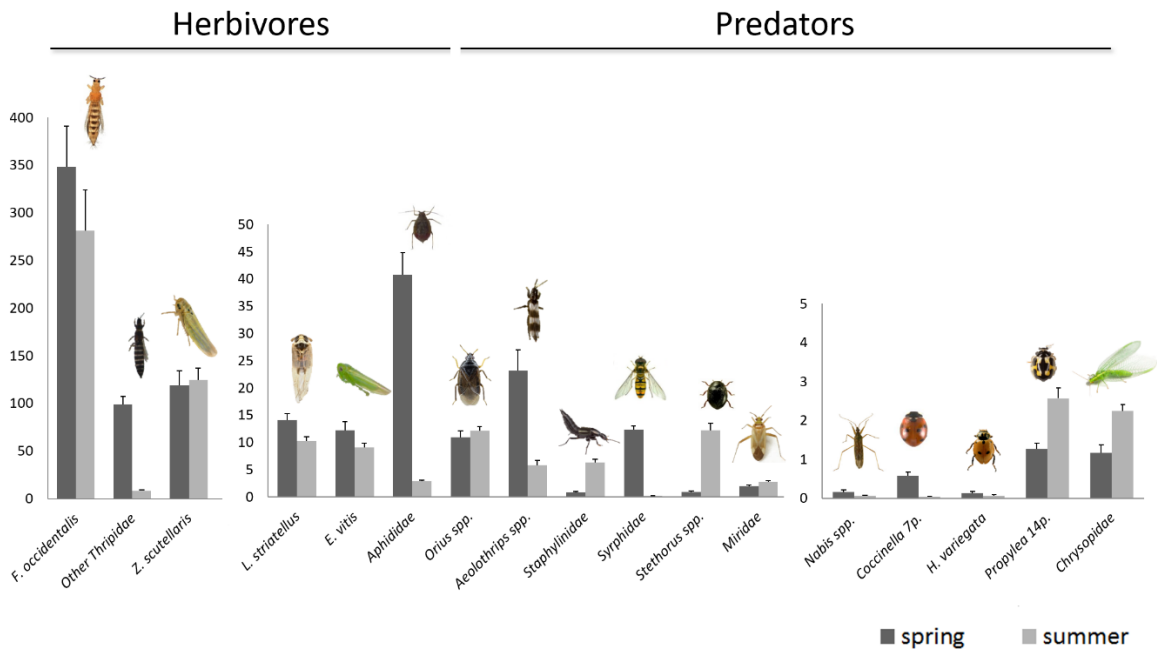 Herbivores
Predators
400
350
300
250
200
150
100
50
0
F. occidentalis
Other Thripidae
Z. scutellaris
50
45
40
35
30
25
20
15
10
5
0
L. striatellus
E. vitis
Aphididae
Orius spp.
Aeolothrips spp.
Staphylinidae
Syrphidae
Stethorus spp.
Miridae
5
4
3
2
1
0
Nabis spp.
Coccinella 7p.
H. variegata
Propylea 14p.
Chrysopidae
spring
summer